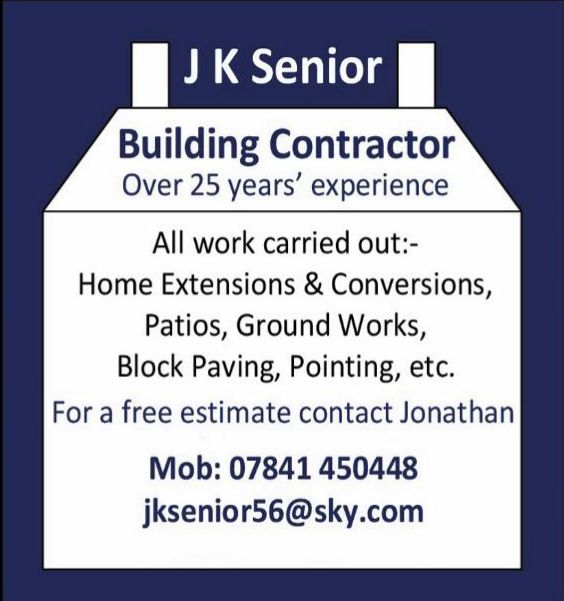 J K Senior
Building Contractor
Over 25 years’ experience
All work carried out:-
Home Extensions & Conversions,
Patios, Ground Works,
Block Paving, Pointing, etc.
For a free estimate contact Jonathan
Mob: 07841 450448
jksenior56@sky.com